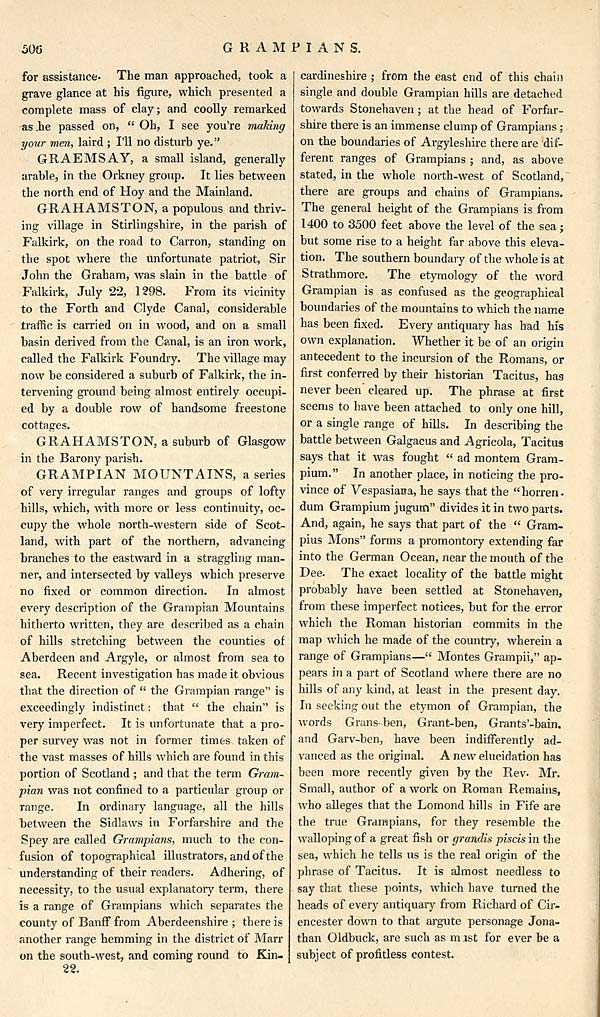 506
GRAMPIANS.
for assistance. The man approached, took a
grave glance at his figure, which presented a
complete mass of clay; and coolly remarked
as he passed on, “ Oh, I see you're making
your men, laird ; I'll no disturb ye.”
GRAEMSAY, a small island, generally
arable, in the Orkney group. It lies between
the north end of Hoy and the Mainland.
GRAHAMSTON, a populous and thriv-
ing village in Stirlingshire, in the parish of
Falkirk, on the road to Carron, standing on
the spot where the unfortunate patriot, Sir
John the Graham, was slain in the battle of
Falkirk, July 22, 1298. From its vicinity
to the Forth and Clyde Canal, considerable
traffic is carried on in wood, and on a small
basin derived from the Canal, is an iron work,
called the Falkirk Foundry. The village may
now be considered a suburb of Falkirk, the in-
tervening ground being almost entirely occupi-
ed by a double row of handsome freestone
cottages.
GRAHAMSTON, a suburb of Glasgow
in the Barony parish.
GRAMPIAN MOUNTAINS, a series
of very irregular ranges and groups of lofty
hills, which, with more or less continuity, oc-
cupy the whole north-western side of Scot-
land, with part of the northern, advancing
branches to the eastward in a straggling man-
ner, and intersected by valleys which preserve
no fixed or common direction. In almost
every description of the Grampian Mountains
hitherto written, they are described as a chain
of hills stretching between the counties of
Aberdeen and Argyle, or almost from sea to
sea. Recent investigation has made it obvious
that the direction of “ the Grampian range” is
exceedingly indistinct: that “ the chain” is
very imperfect. It is unfortunate that a pro-
per survey was not in former times taken of
the vast masses of hills which are found in this
portion of Scotland ; and that the term Gram-
pian was not confined to a particular group or
range. In ordinary language, all the hills
between the Sidlaws in Forfarshire and the
Spey are called Grampians, much to the con-
fusion of topographical illustrators, and of the
understanding of their readers. Adhering, of
necessity, to the usual explanatory term, there
is a range of Grampians which separates the
county of Banff from Aberdeenshire ; there is
another range hemming in the district of Marr
on the south-west, and coming round to Kin-
22.
cardineshire ; from the east end of this chain
single and double Grampian hills are detached
towards Stonehaven ; at the head of Forfar-
shire there is an immense clump of Grampians ;
on the boundaries of Argyleshire there are dif-
ferent ranges of Grampians ; and, as above
stated, in the whole north-west of Scotland,
there are groups and chains of Grampians.
The general height of the Grampians is from
1400 to 3500 feet above the level of the sea ;
but some rise to a height far above this eleva-
tion. The southern boundary of the whole is at
Strathmore. The etymology of the word
Grampian is as confused as the geographical
boundaries of the mountains to which the name
has been fixed. Every antiquary has had his
own explanation. Whether it be of an origin
antecedent to the incursion of the Romans, or
first conferred by their historian Tacitus, has
never been cleared up. The phrase at first
seems to have been attached to only one hill,
or a single range of hills. In describing the
battle between Galgacus and Agricola, Tacitus
says that it was fought “ ad montem Gram-
pium.” In another place, in noticing the pro-
vince of Vespasiana, he says that the “horren-
dum Grampium jugum” divides it in two parts.
And, again, he says that part of the “ Gram-
pius Mons” forms a promontory extending far
into the German Ocean, near the mouth of the
Dee. The exact locality of the battle might
probably have been settled at Stonehaven,
from these imperfect notices, but for the error
which the Roman historian commits in the
map which he made of the country, wherein a
range of Grampians—“ Montes Grampii,” ap-
pears in a part of Scotland where there are no
hills of any kind, at least in the present day.
In seeking out the etymon of Grampian, the
words Grans-ben, Grant-ben, Grants'-bain,
and Garv-ben, have been indifferently ad-
vanced as the original. A new elucidation has
been more recently given by the Rev. Mr.
Small, author of a work on Roman Remains,
who alleges that the Lomond hills in Fife are
the true Grampians, for they resemble the
walloping of a great fish or grandis piscis in the
sea, which he tells us is the real origin of the
phrase of Tacitus. It is almost needless to
say that these points, which have turned the
heads of every antiquary from Richard of Cir-
encester down to that argute personage Jona-
than Oldbuck, are such as must for ever be a
subject of profitless contest.